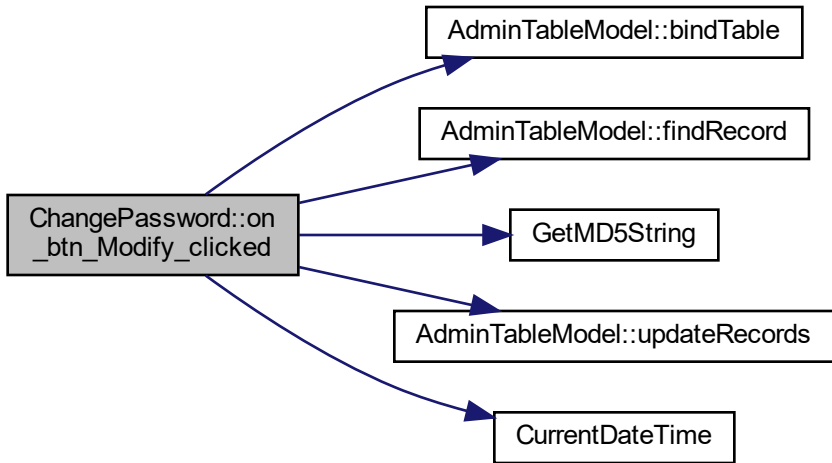 ChangePassword::on
_btn_Modify_clicked
AdminTableModel::bindTable
AdminTableModel::findRecord
GetMD5String
AdminTableModel::updateRecords
CurrentDateTime